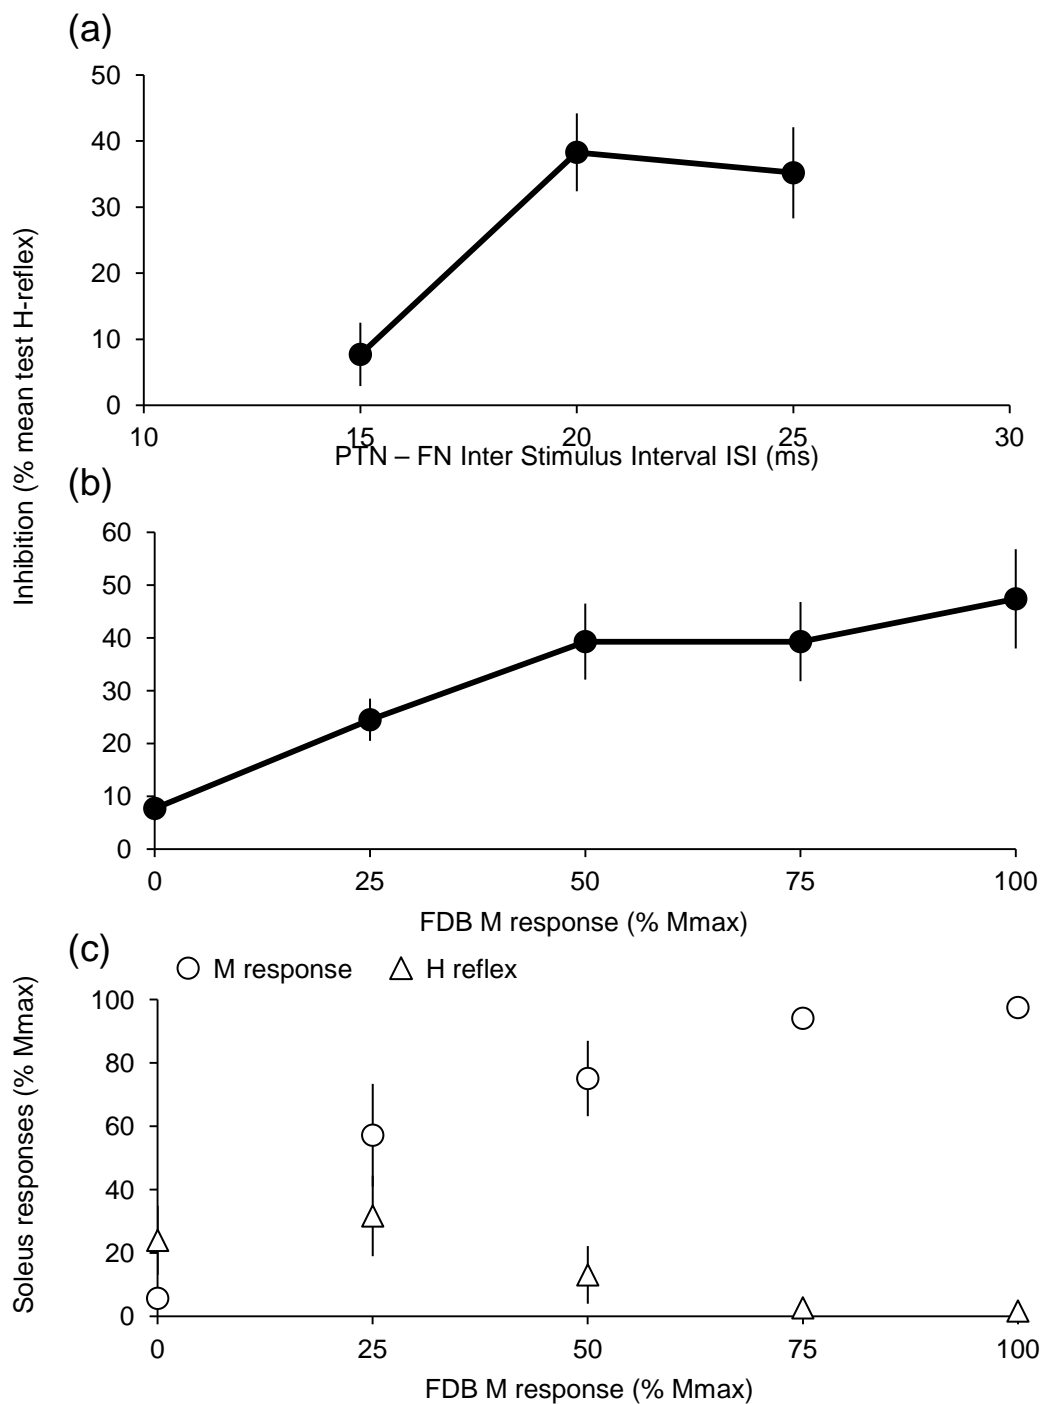 (a)
50
40
30
20
10
0
10 15 20 25 30
PTN – FN Inter Stimulus Interval ISI (ms)
Inhibition (% mean test H-reflex)
(b)
60
50
40
30
20
10
0
0 25 50 75 100
FDB M response (% Mmax)
(c)
M response H reflex
100
80
60
40
20
0
0 25 50 75 100
Soleus responses (% Mmax)
FDB M response (% Mmax)